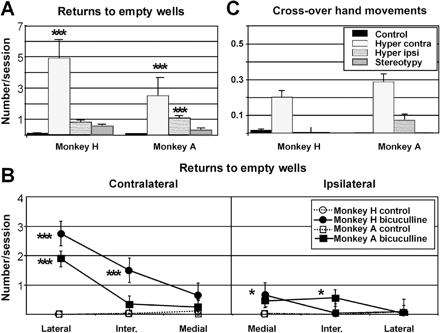 A
Returns to empty wells
Number/session
7
5
3
1
***
***
***
Monkey H
Monkey A
C
Cross-over hand movements
0.5
0.3
0.1
Control
Hyper contra
Hyper ipsi
Stereotypy
Monkey H
Monkey A
Returns to empty wells
B
Contralateral
Ipsilateral
Number/session
4
3
2
1
Monkey H control
Monkey H bicuculline
Monkey A control
Monkey A bicuculline
***
***
***
*
*
Lateral
Inter.
Medial
Medial
Inter.
Lateral